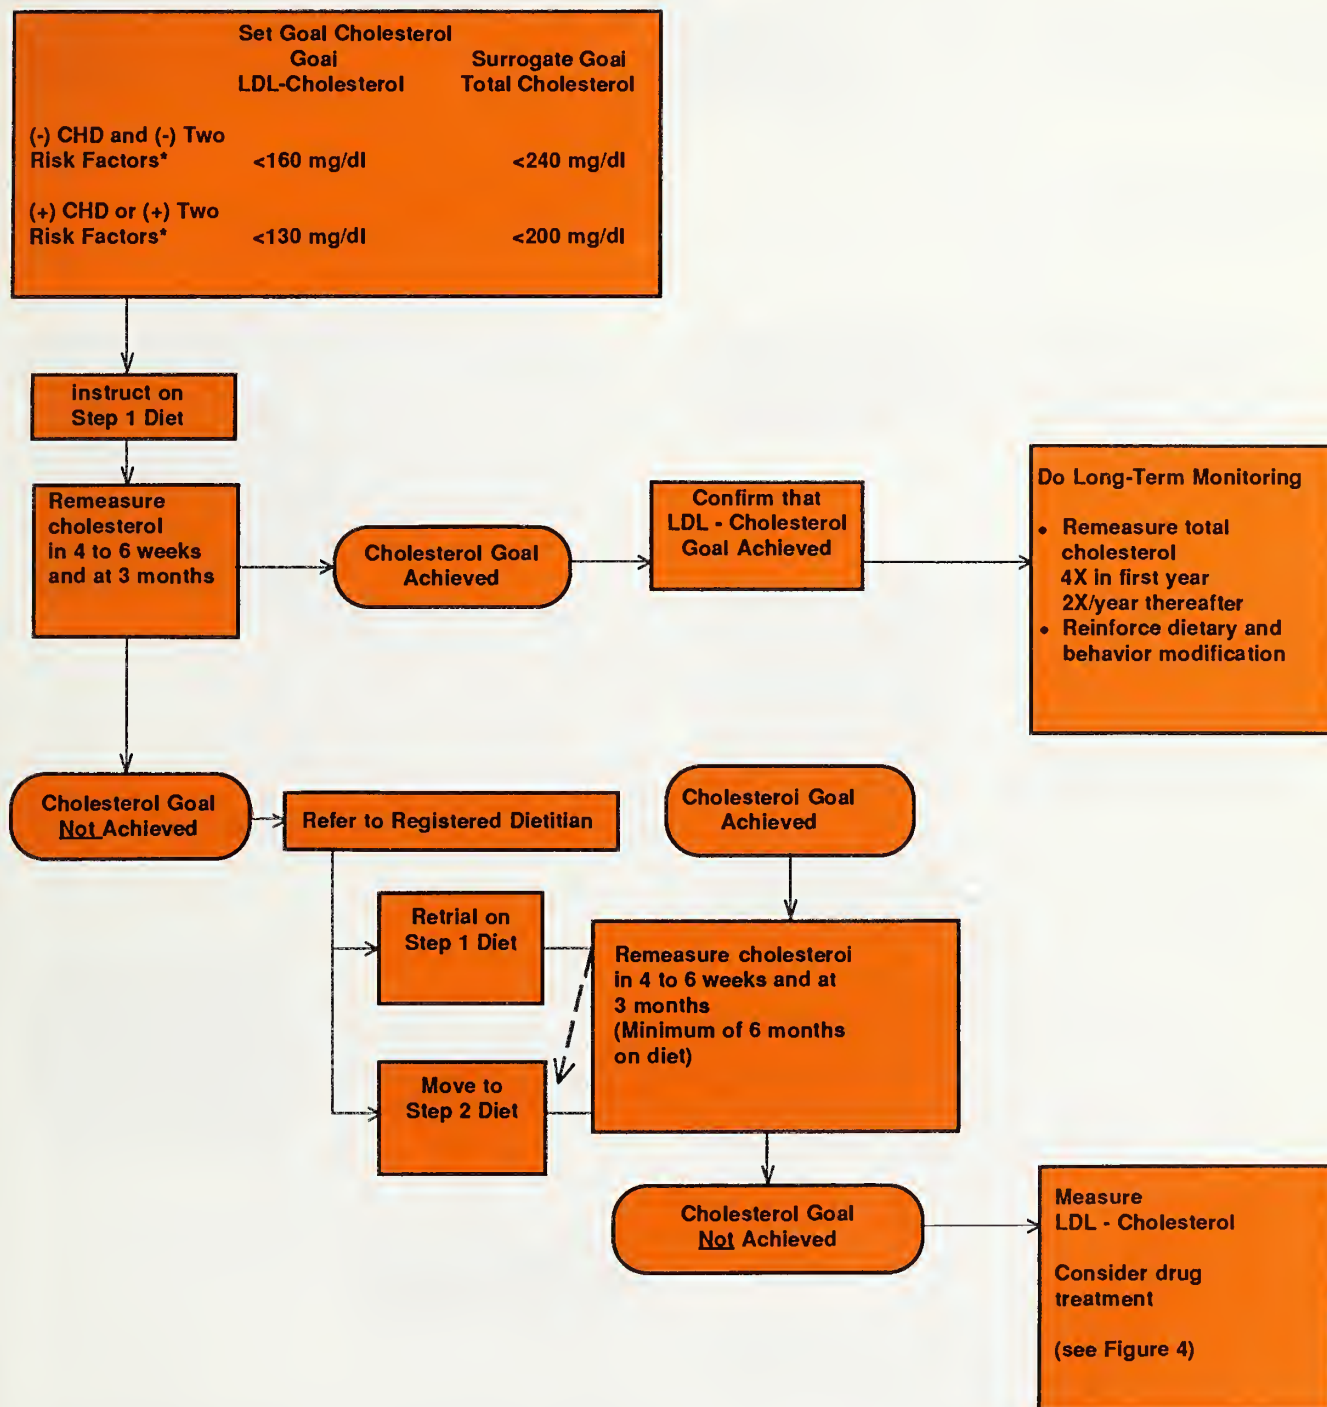 Set Goal Cholesterol
Goai Surrogate Goai
LDL-Cholesterol Total Cholesterol
(-) CHD and (-) Two
Risk Factors* <160 mg/dl <240 mg/dl
(+) CHD or (+) Two
Risk Factors* <130 mg/dl <200 mg/dl
instruct on
Step 1 Diet
Remeasure
cholesterol
in 4 to 6 weeks
and at 3 months
Cholesterol Goal
Achieved
Confirm that
LDL - Cholesterol
Goal Achieved
Do Long-Term Monitoring
• Remeasure total
cholesterol
4X in first year
2X/year thereafter
• Reinforce dietary and
behavior modification
Cholesterol Goal
Not Achieved
Refer to Registered Dietitian
Cholesteroi Goal
Achieved
Retrial on
Step 1 Diet
Move to
Step 2 Diet
Remeasure cholesteroi
in 4 to 6 weeks and at
3 months
(Minimum of 6 months
on diet)
Cholesterol Goal
Not Achieved
Measure
LDL - Cholesterol
Consider drug
treatment
(see Figure 4)